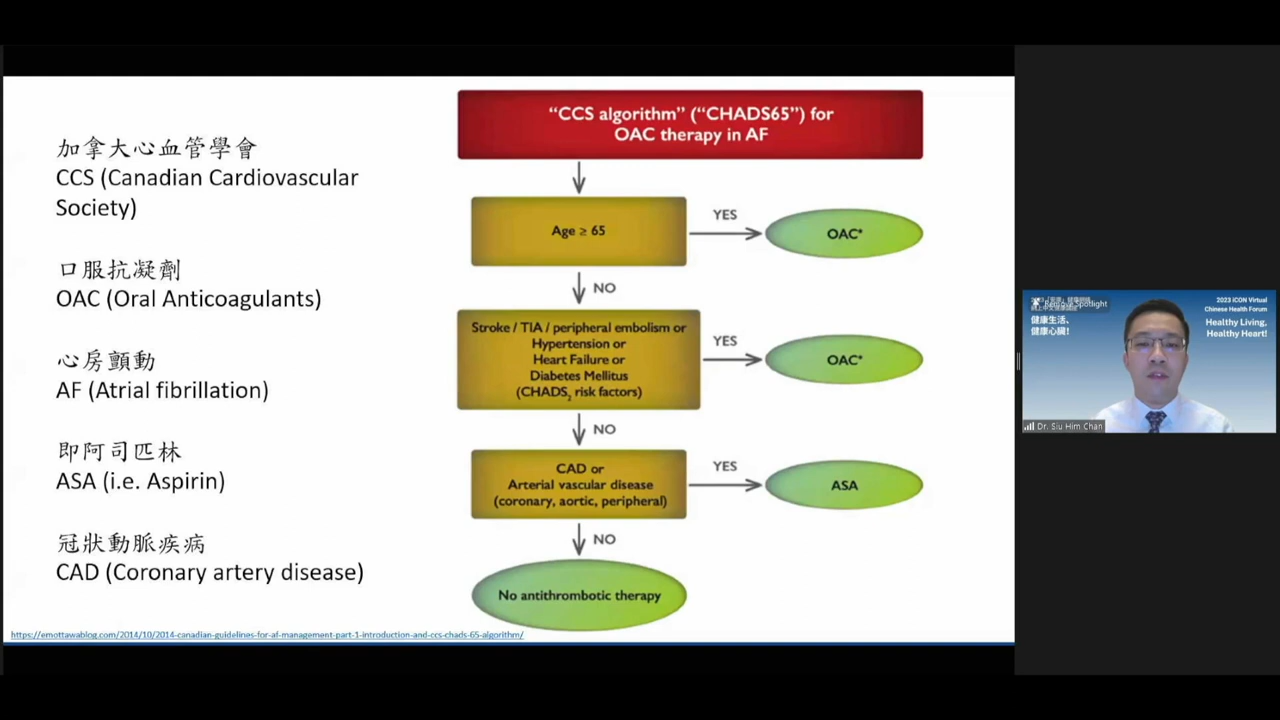 加拿大心血管學會
CCS (Canadian Cardiovascular
Society)
口服抗凝劑
OAC (Oral Anticoagulants)
心房顫動
AF (Atrial fibrillation)
即阿司匹林
ASA (i.e. Aspirin)
冠狀動脈疾病
CAD (Coronary artery disease)
https://emottawablog.com/2014/10/2014-canadian-guidelines-for-af-management-part-1-introduction-and-ccs-chads-65-algorithm/
“CCS algorithm” (“CHADS65”) for
OAC therapy in AF
Age ≥ 65
YES
OAC*
NO
Stroke / TIA / peripheral embolism or
Hypertension or
Heart Failure or
Diabetes Mellitus
(CHADS₂ risk factors)
YES
OAC*
NO
CAD or
Arterial vascular disease
(coronary, aortic, peripheral)
YES
ASA
NO
No antithrombotic therapy
Spotlight
健康生活、
健康心臟!
2023 iCON Virtual
Chinese Health Forum
Healthy Living,
Healthy Heart!
Dr. Siu Him Chan